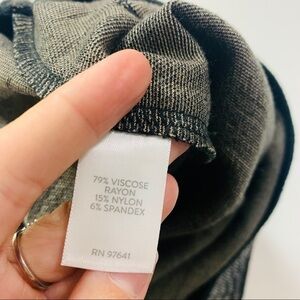 79% VISCOSE
RAYON
15% NYLON
6% SPANDEX
RN 97641